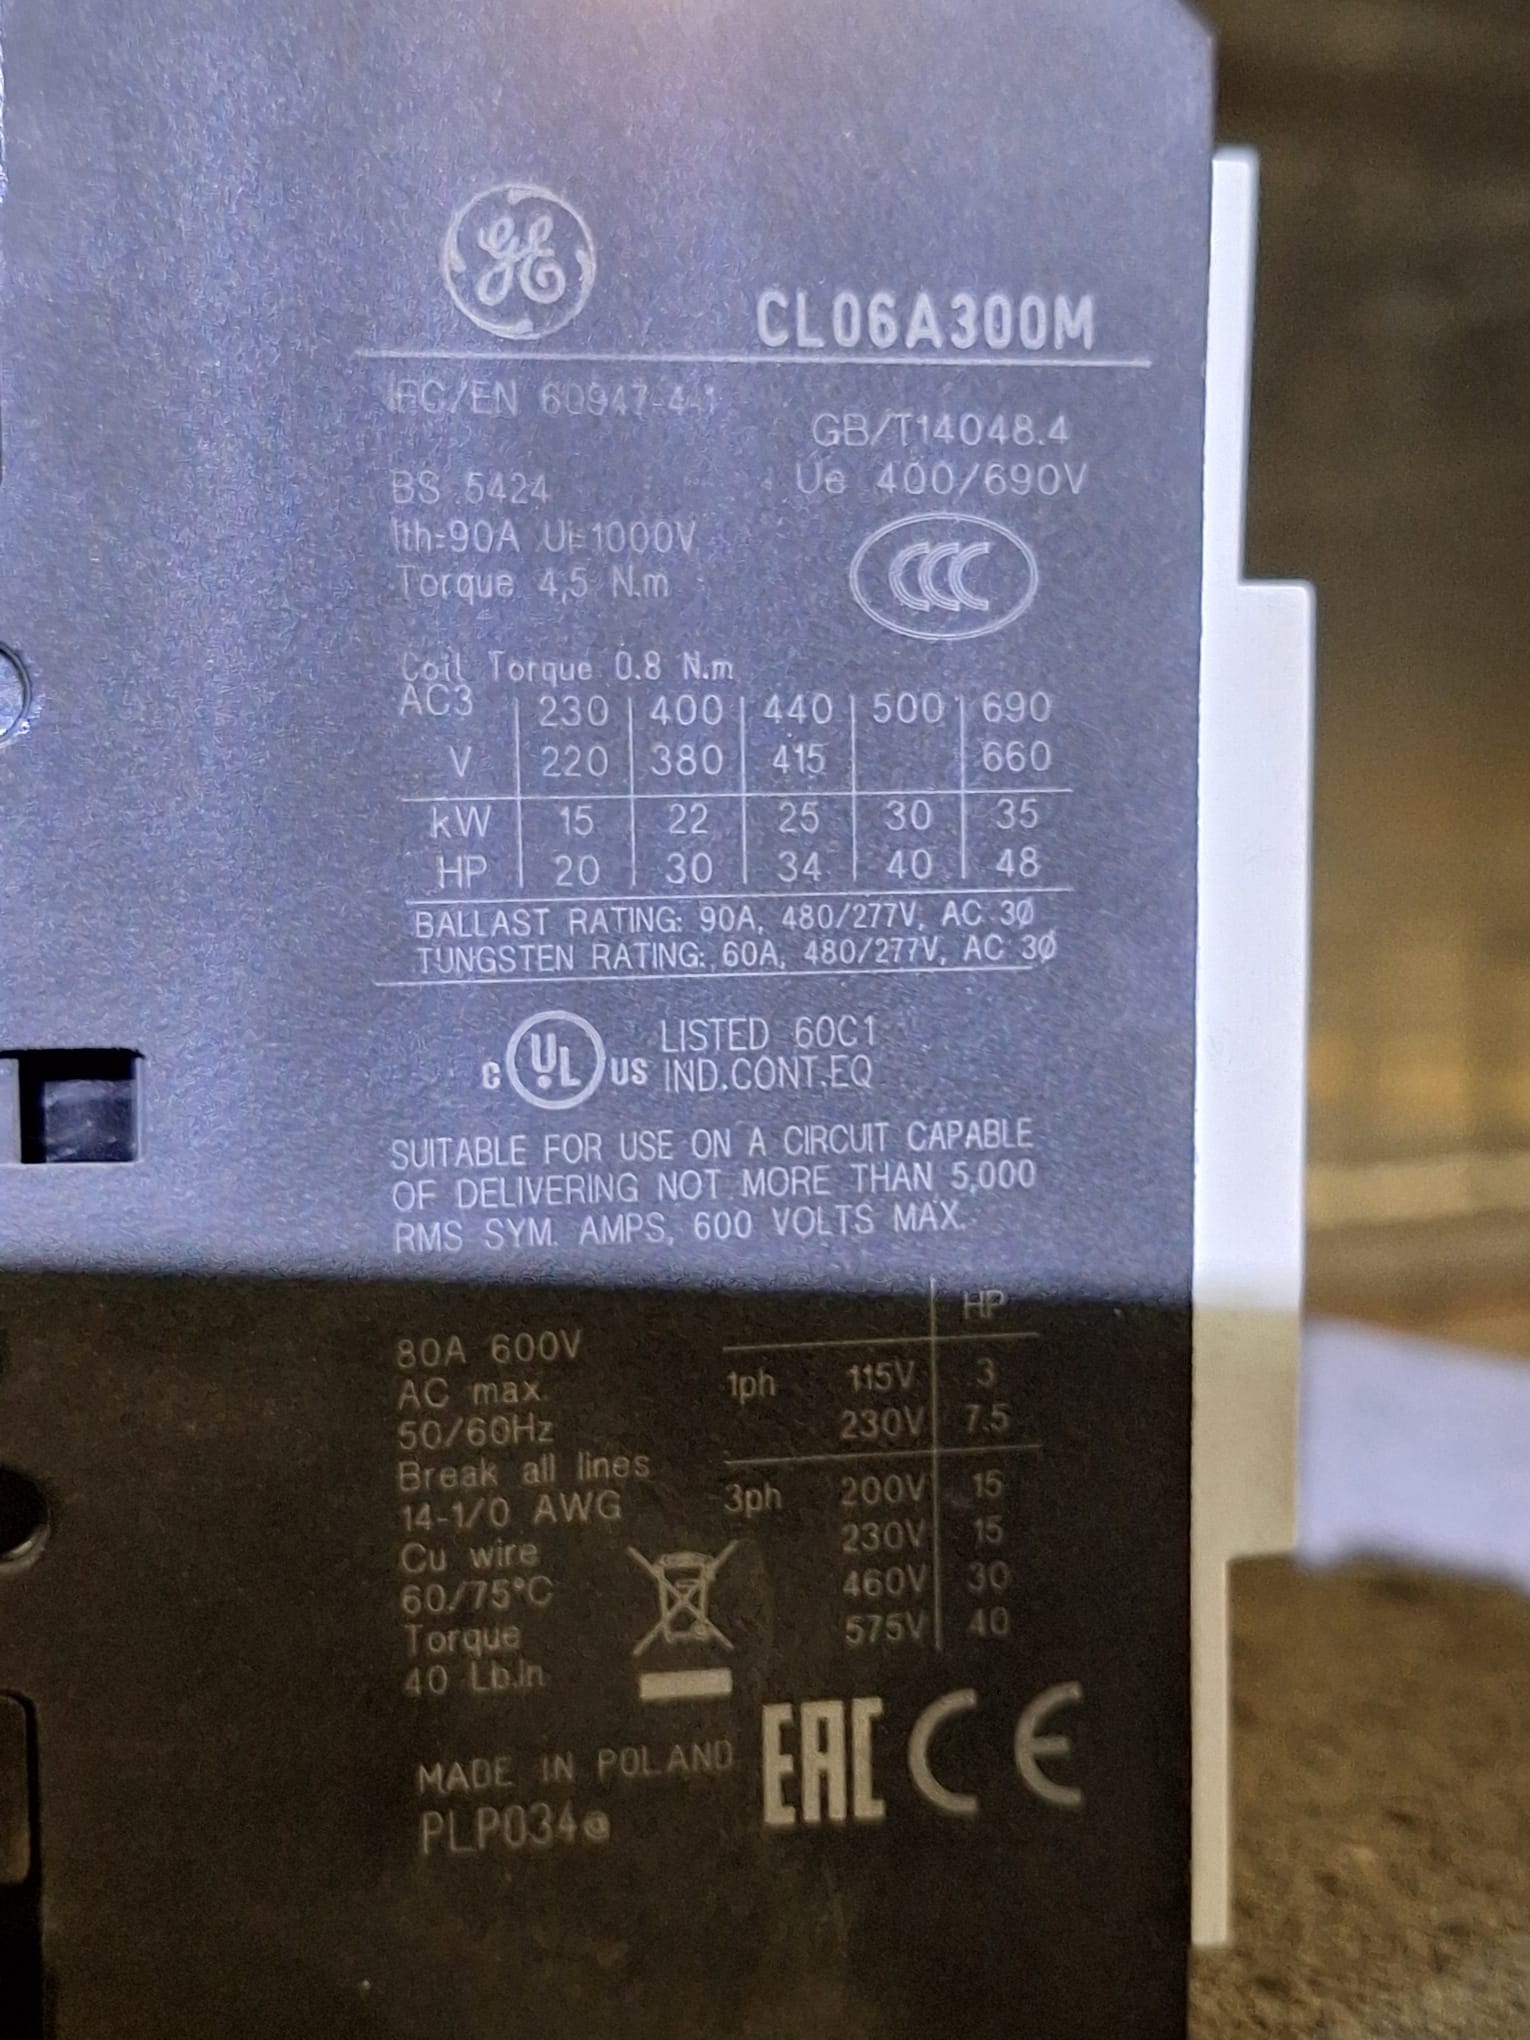 GE
CL06A300M
IEC/EN 60947-4-1
GB/T14048.4
BS 5424
Ue 400/690V
Ith=90A Ui=1000V
Torque 4,5 N.m
CCC
Coil Torque 0.8 N.m
AC3 230 400 440 500 690
V 220 380 415 660
kW 15 22 25 30 35
HP 20 30 34 40 48
BALLAST RATING: 90A, 480/277V, AC 3Ø
TUNGSTEN RATING: 60A, 480/277V, AC 3Ø
C UL US LISTED 60C1
IND.CONT.EQ
SUITABLE FOR USE ON A CIRCUIT CAPABLE
OF DELIVERING NOT MORE THAN 5,000
RMS SYM. AMPS, 600 VOLTS MAX.
80A 600V
AC max.
50/60Hz
Break all lines
14-1/0 AWG
Cu wire
60/75°C
Torque
40 Lb.in
HP
1ph 115V 3
230V 7.5
3ph 200V 15
230V 15
460V 30
575V 40
MADE IN POLAND
PLP034@
EAC CE